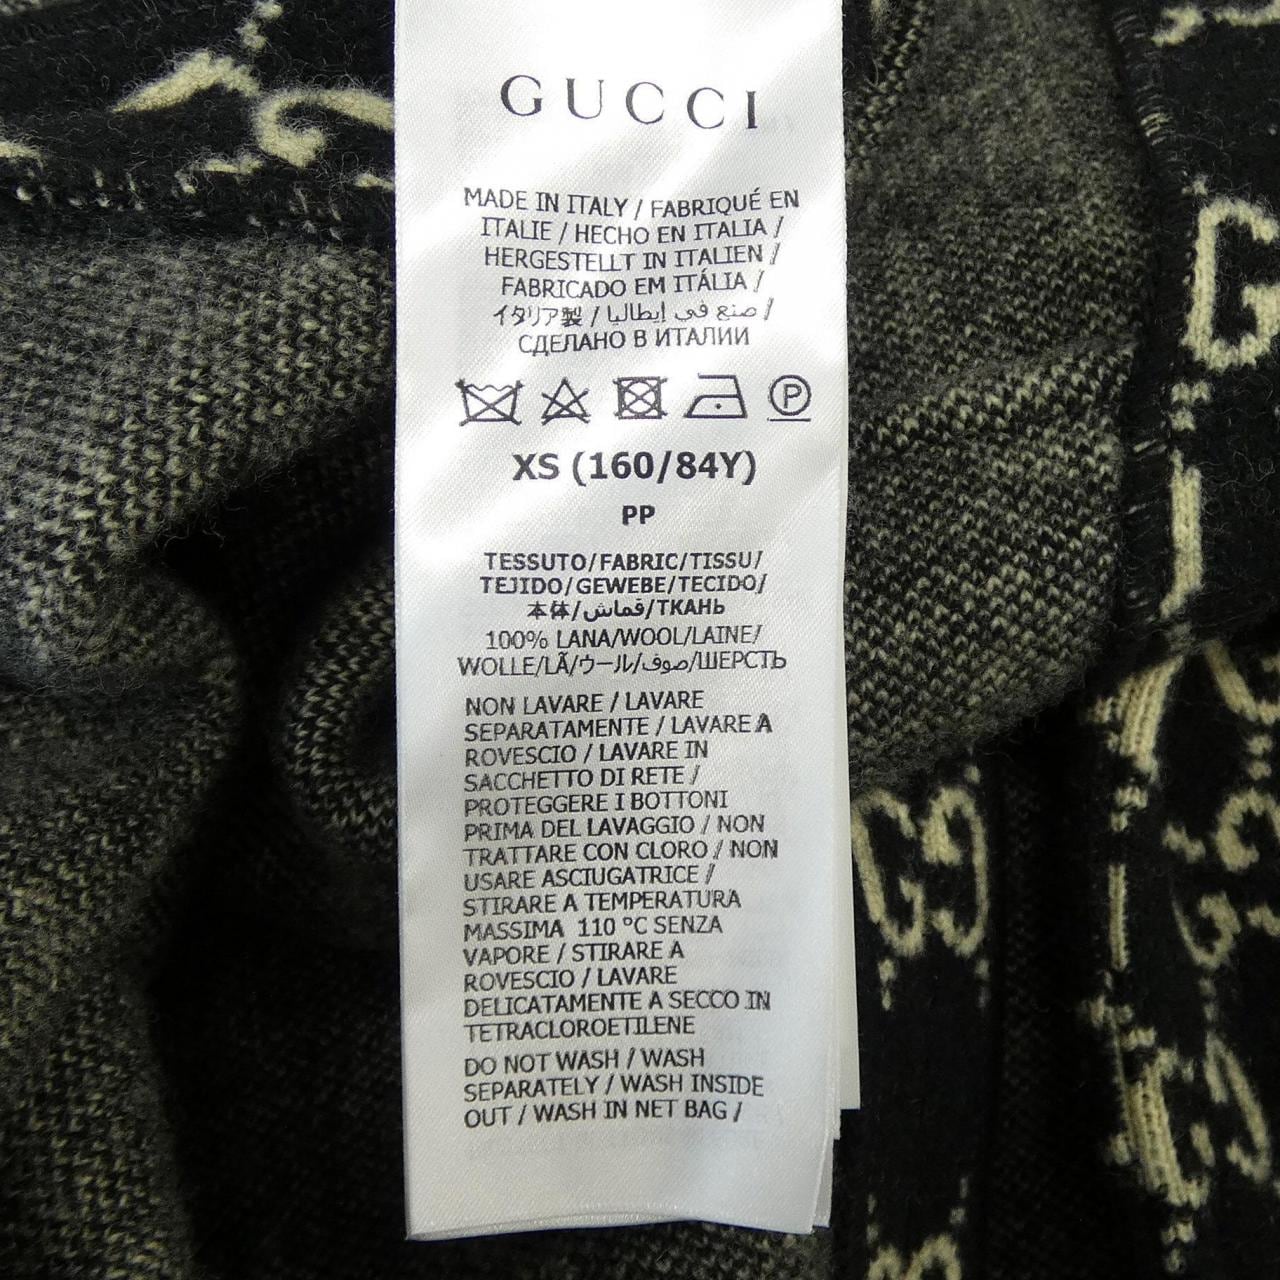 GUCCI
MADE IN ITALY / FABRIQUÉ EN
ITALIE / HECHO EN ITALIA /
HERGESTELLT IN ITALIEN /
FABRICADO EM ITÁLIA /
イタリア製 / صنع في إيطاليا /
СДЕЛАНО В ИТАЛИИ
P
XS (160/84Y)
PP
TESSUTO/FABRIC/TISSU/
TEJIDO/GEWEBE/TECIDO/
本体/قماش/ТКАНЬ
100% LANA/WOOL/LAINE/
WOLLE/LÃ/ウール/صوف/ШЕРСТЬ
NON LAVARE / LAVARE
SEPARATAMENTE / LAVARE A
ROVESCIO / LAVARE IN
SACCHETTO DI RETE /
PROTEGGERE I BOTTONI
PRIMA DEL LAVAGGIO / NON
TRATTARE CON CLORO / NON
USARE ASCIUGATRICE /
STIRARE A TEMPERATURA
MASSIMA 110 °C SENZA
VAPORE / STIRARE A
ROVESCIO / LAVARE
DELICATAMENTE A SECCO IN
TETRACLOROETILENE
DO NOT WASH / WASH
SEPARATELY / WASH INSIDE
OUT / WASH IN NET BAG /